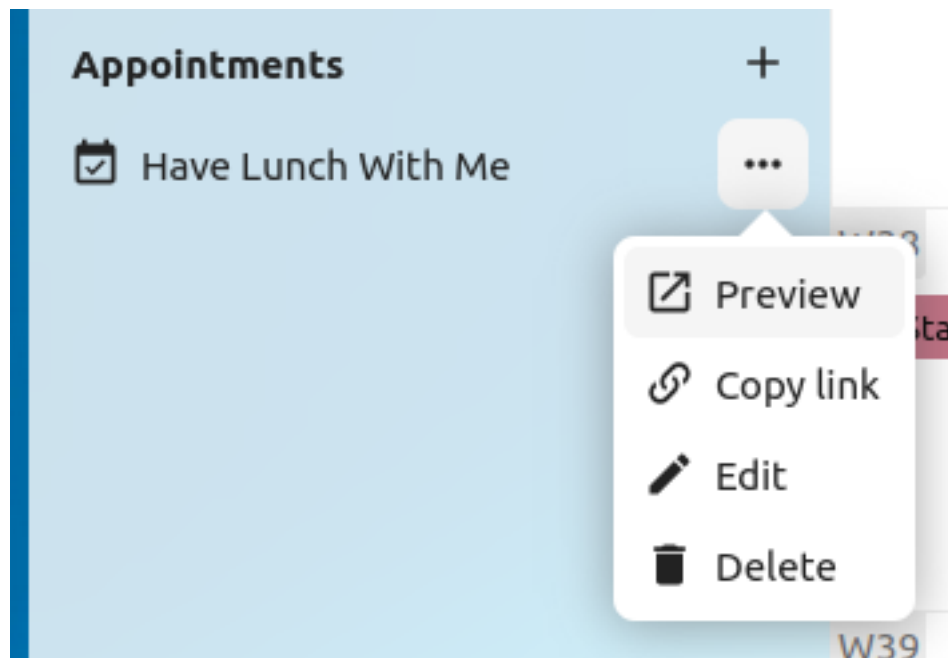 Appointments
Have Lunch With Me
Preview
Copy link
Edit
Delete
W39